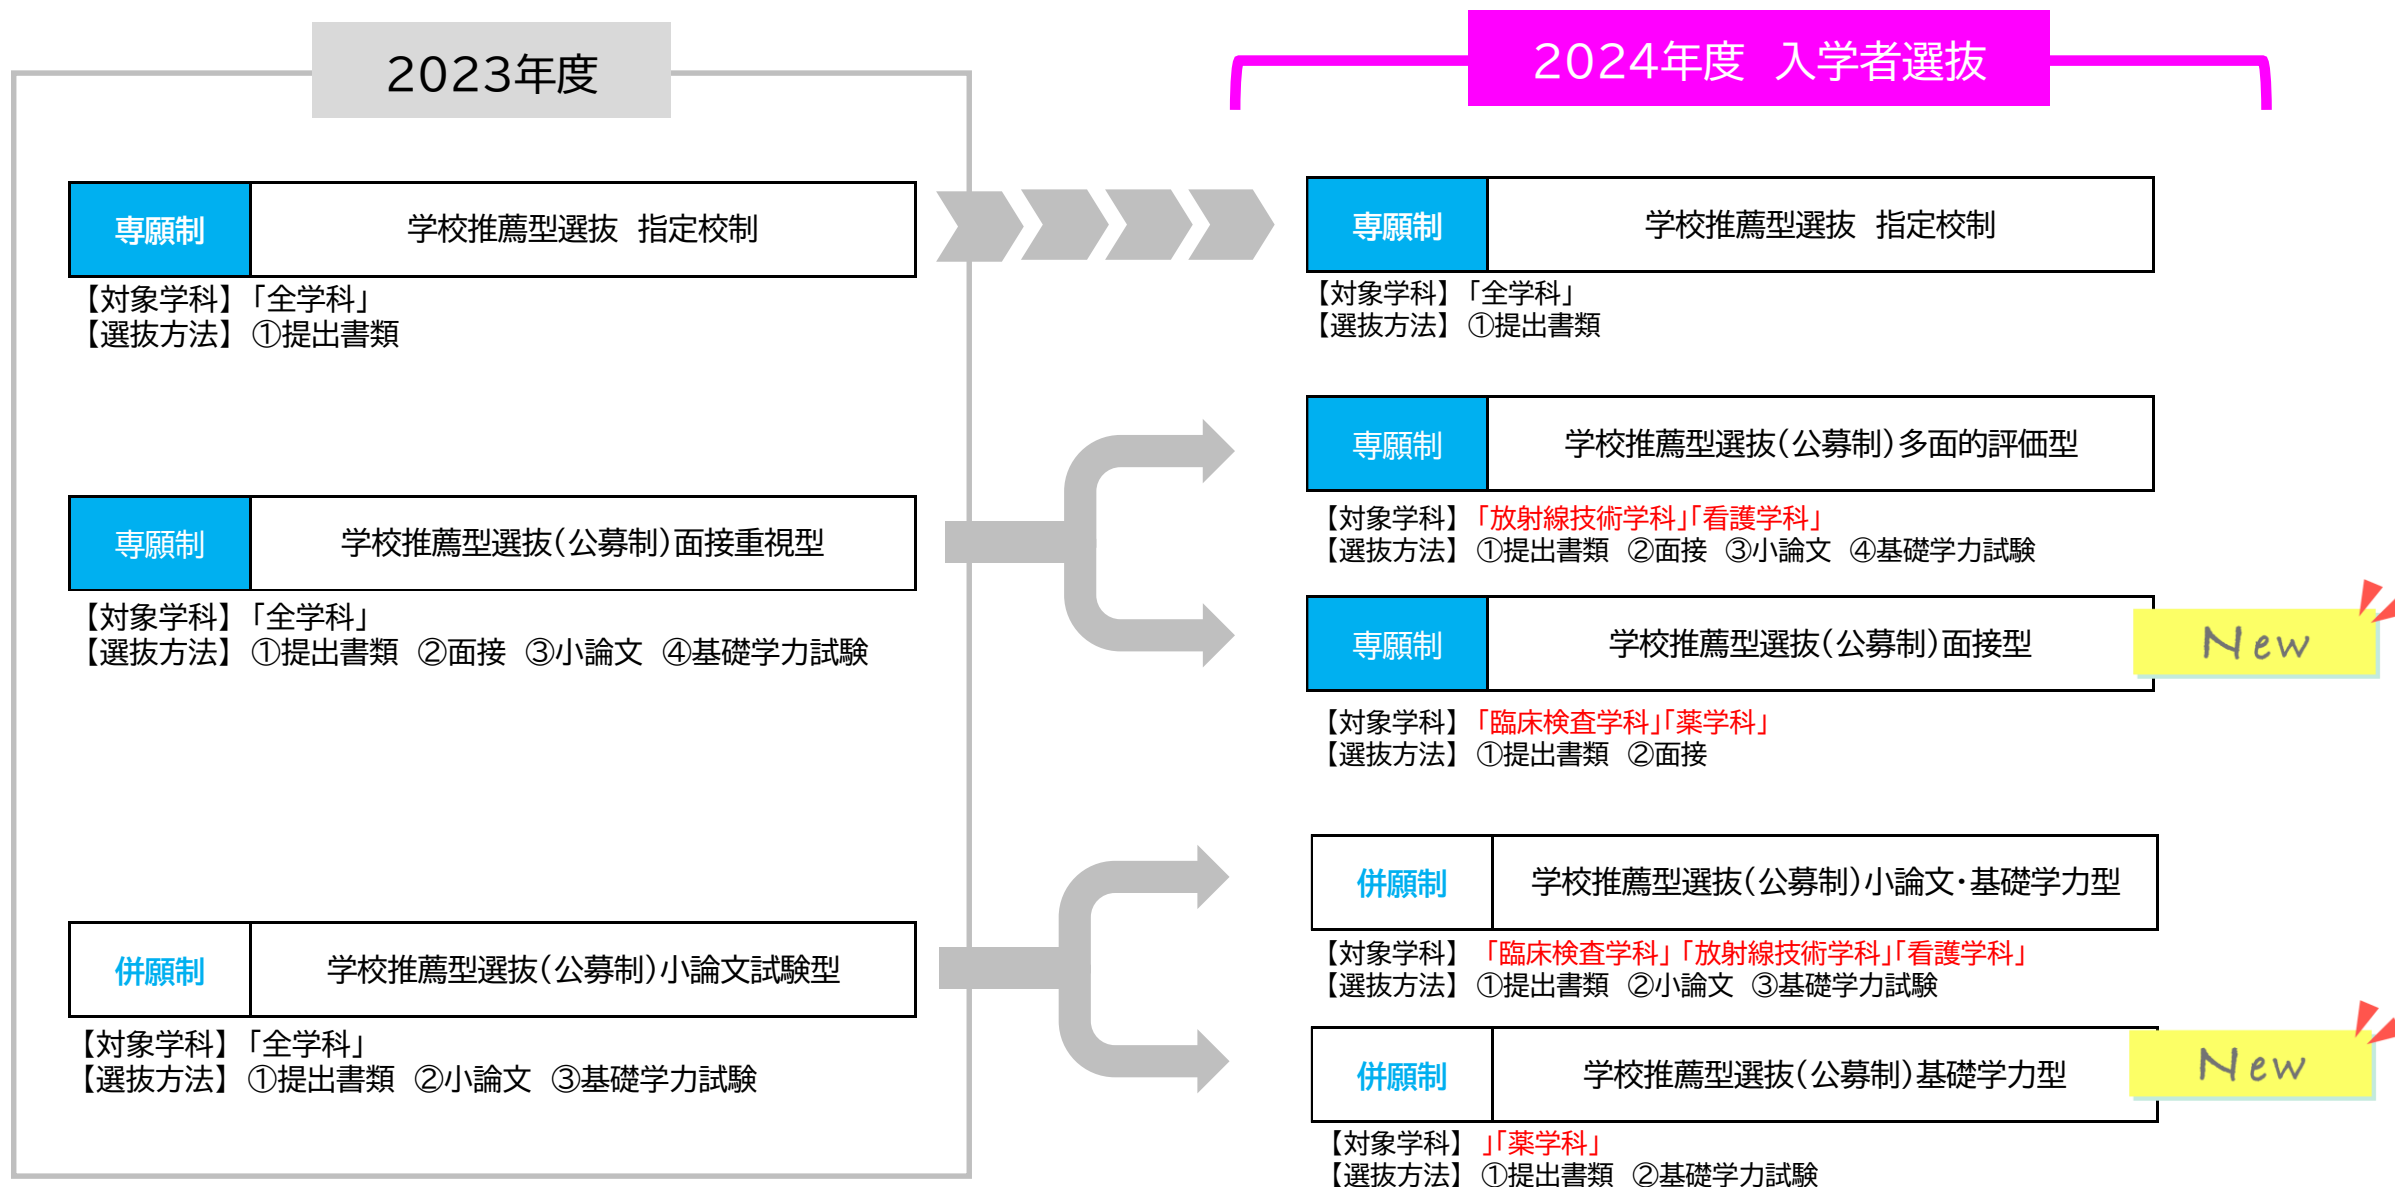 2023年度
専願制 学校推薦型選抜 指定校制
【対象学科】「全学科」
【選抜方法】①提出書類
専願制 学校推薦型選抜(公募制)面接重視型
【対象学科】「全学科」
【選抜方法】①提出書類 ②面接 ③小論文 ④基礎学力試験
併願制 学校推薦型選抜(公募制)小論文試験型
【対象学科】「全学科」
【選抜方法】①提出書類 ②小論文 ③基礎学力試験
2024年度 入学者選抜
専願制 学校推薦型選抜 指定校制
【対象学科】「全学科」
【選抜方法】①提出書類
専願制 学校推薦型選抜(公募制)多面的評価型
【対象学科】「放射線技術学科」「看護学科」
【選抜方法】①提出書類 ②面接 ③小論文 ④基礎学力試験
専願制 学校推薦型選抜(公募制)面接型
New
【対象学科】「臨床検査学科」「薬学科」
【選抜方法】①提出書類 ②面接
併願制 学校推薦型選抜(公募制)小論文・基礎学力型
【対象学科】「臨床検査学科」「放射線技術学科」「看護学科」
【選抜方法】①提出書類 ②小論文 ③基礎学力試験
併願制 学校推薦型選抜(公募制)基礎学力型
New
【対象学科】」「薬学科」
【選抜方法】①提出書類 ②基礎学力試験